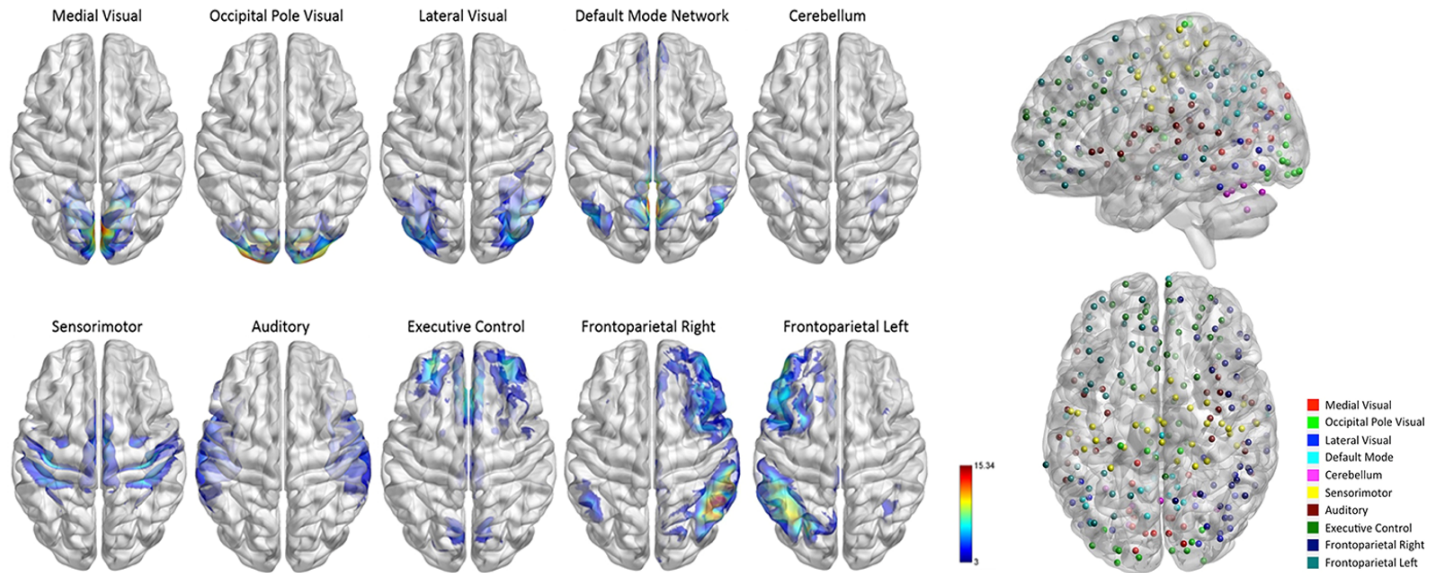 Medial Visual
Occipital Pole Visual
Lateral Visual
Default Mode Network
Cerebellum
Sensorimotor
Auditory
Executive Control
Frontoparietal Right
Frontoparietal Left
15.34
3
Medial Visual
Occipital Pole Visual
Lateral Visual
Default Mode
Cerebellum
Sensorimotor
Auditory
Executive Control
Frontoparietal Right
Frontoparietal Left